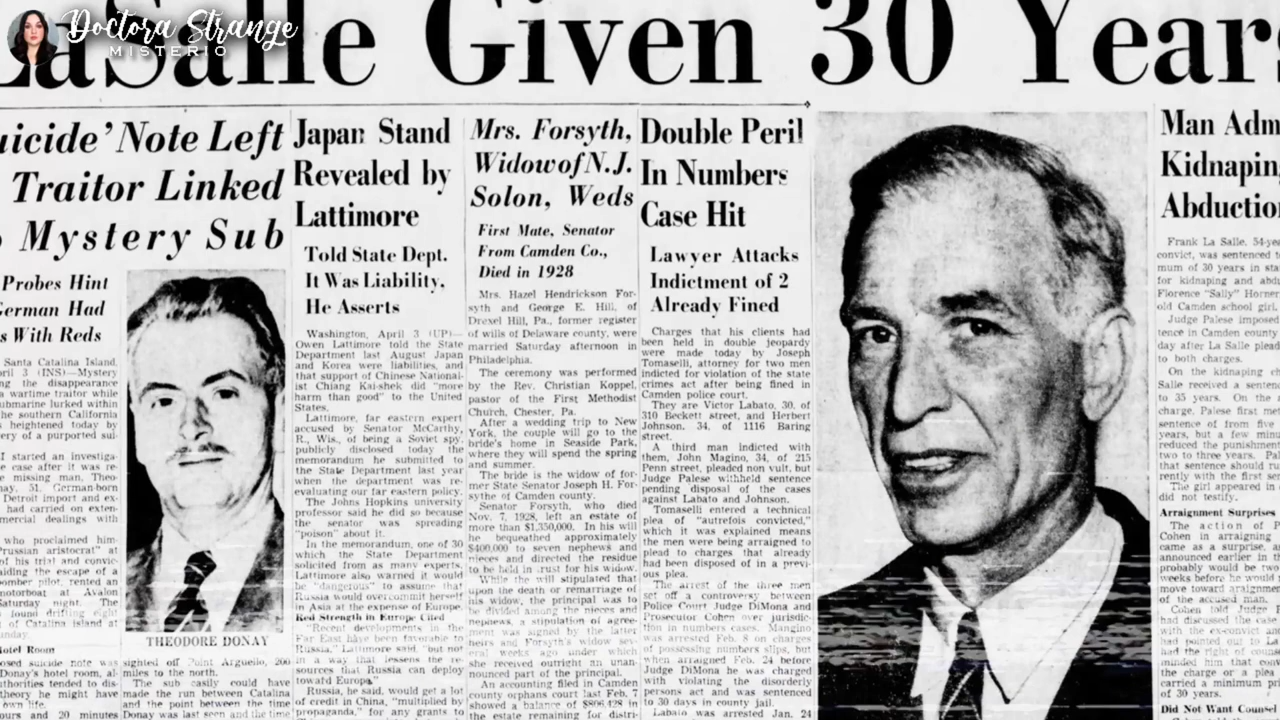 Doctora Strange
MISTERIO
LaSalle Given 30 Years
uicide' Note Left
Traitor Linked
Mystery Sub
Probes Hint
German Had
s With Reds
Santa Catalina Island,
ril 3 (INS)—Mystery
ng the disappearance
a wartime traitor while
ubmarine lurked within
the southern California
s heightened today by
ery of a purported sui-
I started an investiga-
e case after it was re-
e missing man, Theo-
nay, 51, German-born
Detroit import and ex-
had carried on exten-
mercial dealings with
who proclaimed him-
russian aristocrat" at
of his trial and convic-
aiding the escape of a
bomber pilot, rented an
motorboat at Avalon
Saturday night. The
found drifting eight
of Catalina island at
unday.
Hotel Room
posed suicide note was
Donay's hotel room, al-
thorities tended to dis-
theory he might have
own life.
ours and 20 minutes
THEODORE DONAY
sighted off Point Arguello, 260
miles to the north.
The sub easily could have
made the run between Catalina
and the point between the time
Donay was last seen and the time
Japan Stand
Revealed by
Lattimore
Told State Dept.
It Was Liability,
He Asserts
Washington, April 3 (UP)—
Owen Lattimore told the State
Department last August Japan
and Korea were liabilities, and
that support of Chinese National-
ist Chiang Kai-shek did "more
harm than good" to the United
States.
Lattimore, far eastern expert
accused by Senator McCarthy,
R., Wis., of being a Soviet spy,
publicly disclosed today the
memorandum he submitted to
the State Department last year
when the department was re-
evaluating our far eastern policy.
The Johns Hopkins university
professor said he did so because
the senator was spreading
"poison" about it.
In the memorandum, one of 30
which the State Department
solicited from as many experts,
Lattimore also warned it would
be "dangerous" to assume that
Russia would overcommit herself
in Asia at the expense of Europe.
Red Strength in Europe Cited
"Recent developments in the
Far East have been favorable to
Russia," Lattimore said, "but not
in a way that lessens the re-
sources that Russia can deploy
toward Europe."
Russia, he said, would get a lot
of credit in China, "multiplied by
propaganda," for any grants to
Mrs. Forsyth,
Widow of N.J.
Solon, Weds
First Mate, Senator
From Camden Co.,
Died in 1928
Mrs. Hazel Hendrickson For-
syth and George E. Hill, of
Drexel Hill, Pa., former register
of wills of Delaware county, were
married Saturday afternoon in
Philadelphia.
The ceremony was performed
by the Rev. Christian Koppel,
pastor of the First Methodist
Church, Chester, Pa.
After a wedding trip to New
York, the couple will go to the
bride's home in Seaside Park,
where they will spend the spring
and summer.
The bride is the widow of for-
mer State Senator Joseph H. For-
sythe of Camden county.
Senator Forsyth, who died
Nov. 7, 1928, left an estate of
more than $1,350,000. In his will
he bequeathed approximately
$400,000 to seven nephews and
nieces and directed the residue
to be held in trust for his widow.
While the will stipulated that
upon the death or remarriage of
his widow, the principal was to
be divided among the nieces and
nephews, a stipulation of agree-
ment was signed by the latter
heirs and Forsyth's widow sev-
eral weeks ago under which
she received outright an unan-
nounced part of the principal.
An accounting filed in Camden
county orphans court last Feb. 7
showed a balance of $806,428 in
the estate remaining for distri-
Double Peril
In Numbers
Case Hit
Lawyer Attacks
Indictment of 2
Already Fined
Charges that his clients had
been held in double jeopardy
were made today by Joseph
Tomaselli, attorney for two men
indicted for violation of the state
crimes act after being fined in
Camden police court.
They are Victor Labato, 30, of
310 Beckett street, and Herbert
Johnson, 34, of 1116 Baring
street.
A third man indicted with
them, John Magino, 34, of 215
Penn street, pleaded non vult, but
Judge Palese withheld sentence
pending disposal of the cases
against Labato and Johnson.
Tomaselli entered a technical
plea of "autrefois convicted,"
which it was explained means
the men were being arraigned to
plead to charges that already
had been disposed of in a previ-
ous plea.
The arrest of the three men
set off a controversy between
Police Court Judge DiMona and
Prosecutor Cohen over jurisdic-
tion in numbers cases. Mangino
was arrested Feb. 8 on charges
of possessing numbers slips, but
when arraigned Feb. 24 before
Judge DiMona he was charged
with violating the disorderly
persons act and was sentenced
to 30 days in county jail.
Labato was arrested Jan. 24
Man Adm
Kidnaping
Abduction
Frank La Salle, 54-yea
convict, was sentenced to
mum of 30 years in stat
for kidnaping and abdu
Florence "Sally" Horner
old Camden school girl.
Judge Palese imposed
tence in Camden county
day after La Salle plead
to both charges.
On the kidnaping ch
Salle received a senten
to 35 years. On the a
charge, Palese first me
sentence of from five
years, but a few minu
reduced the punishment
two to three years. Pal
that sentence should ru
rently with the first sen
The girl appeared in c
did not testify.
Arraignment Surprises
The action of P
Cohen in arraigning
came as a surprise, a
announced earlier in th
probably would be two
weeks before he would
move toward araignmen
of the accused man.
Cohen told Judge P
had discussed the case
with the ex-convict and
had pointed out to La
had the right of couns
minded him that conv
the charge or a plea
carried a minimum pri
of 30 years.
Did Not Want Counsel